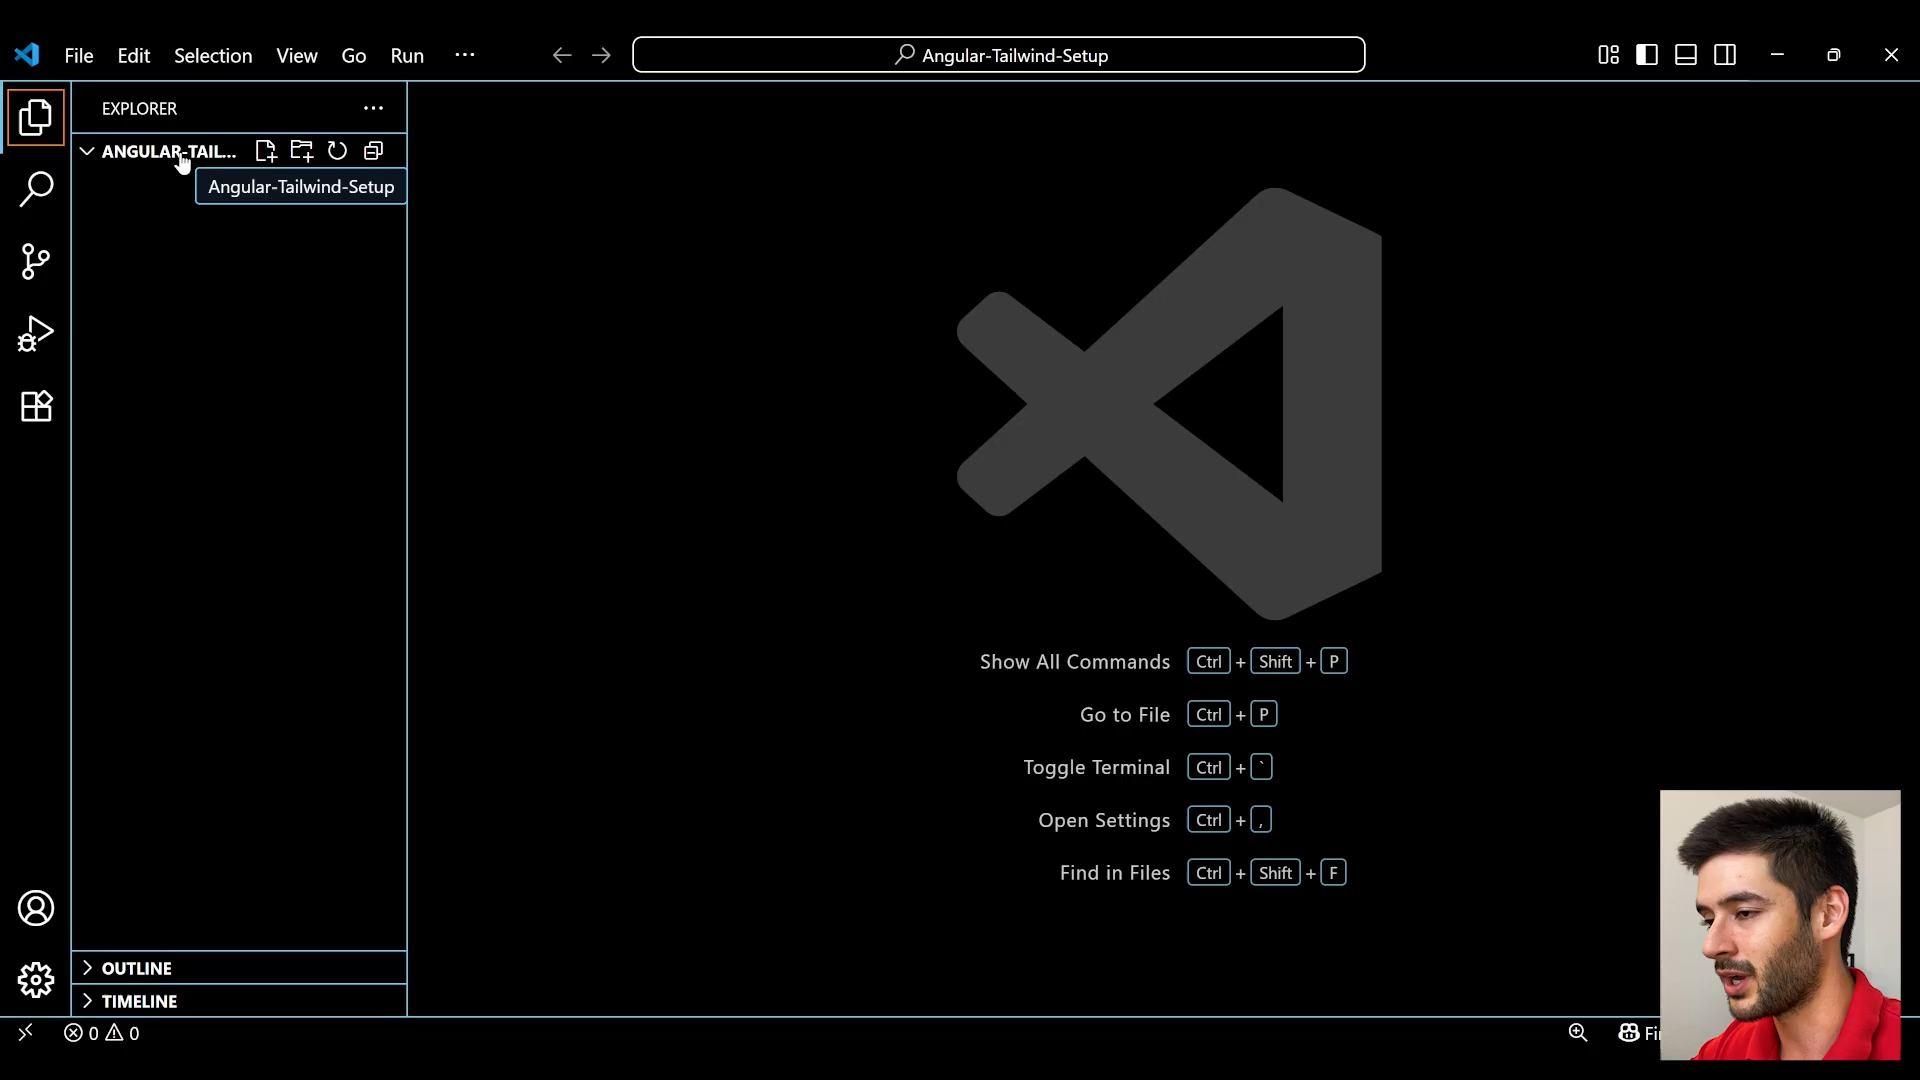 File Edit Selection View Go Run ···
Angular-Tailwind-Setup
EXPLORER
ANGULAR-TAIL...
Angular-Tailwind-Setup
Show All Commands Ctrl + Shift + P
Go to File Ctrl + P
Toggle Terminal Ctrl + `
Open Settings Ctrl + ,
Find in Files Ctrl + Shift + F
OUTLINE
TIMELINE
0 0